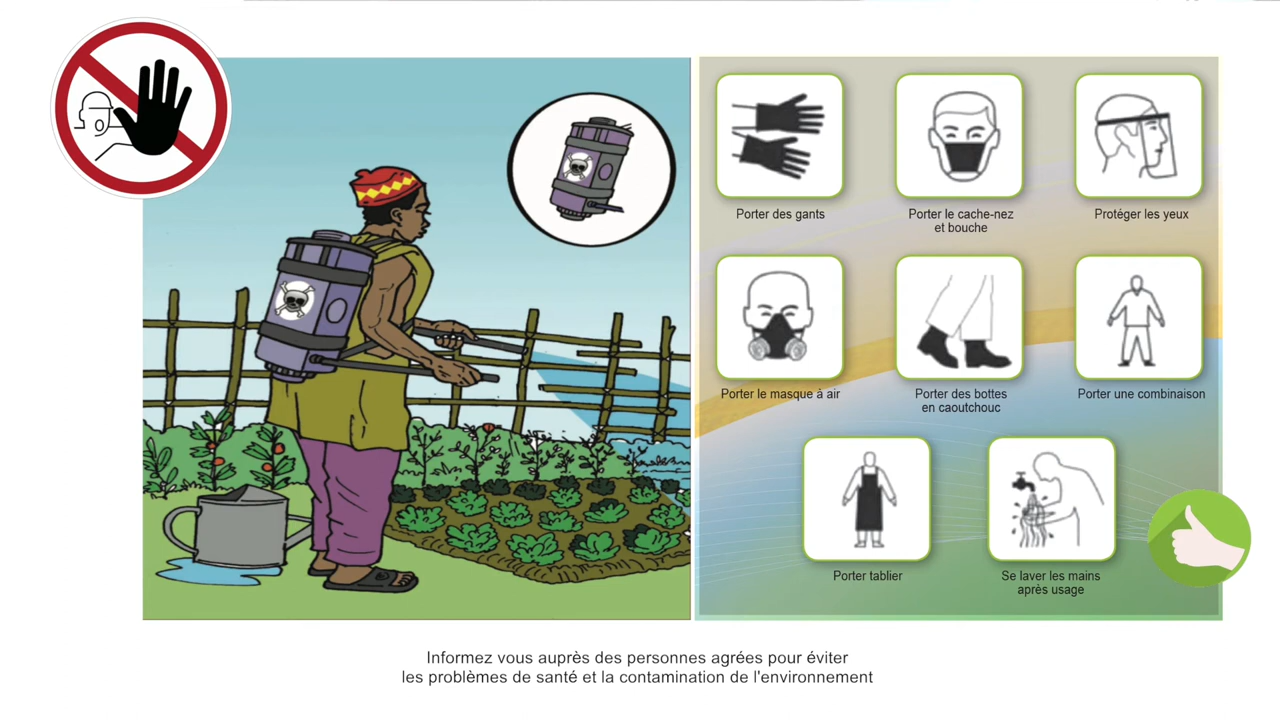 Porter des gants
Porter le cache-nez
et bouche
Protéger les yeux
Porter le masque à air
Porter des bottes
en caoutchouc
Porter une combinaison
Porter tablier
Se laver les mains
après usage
Informez vous auprès des personnes agrées pour éviter
les problèmes de santé et la contamination de l'environnement